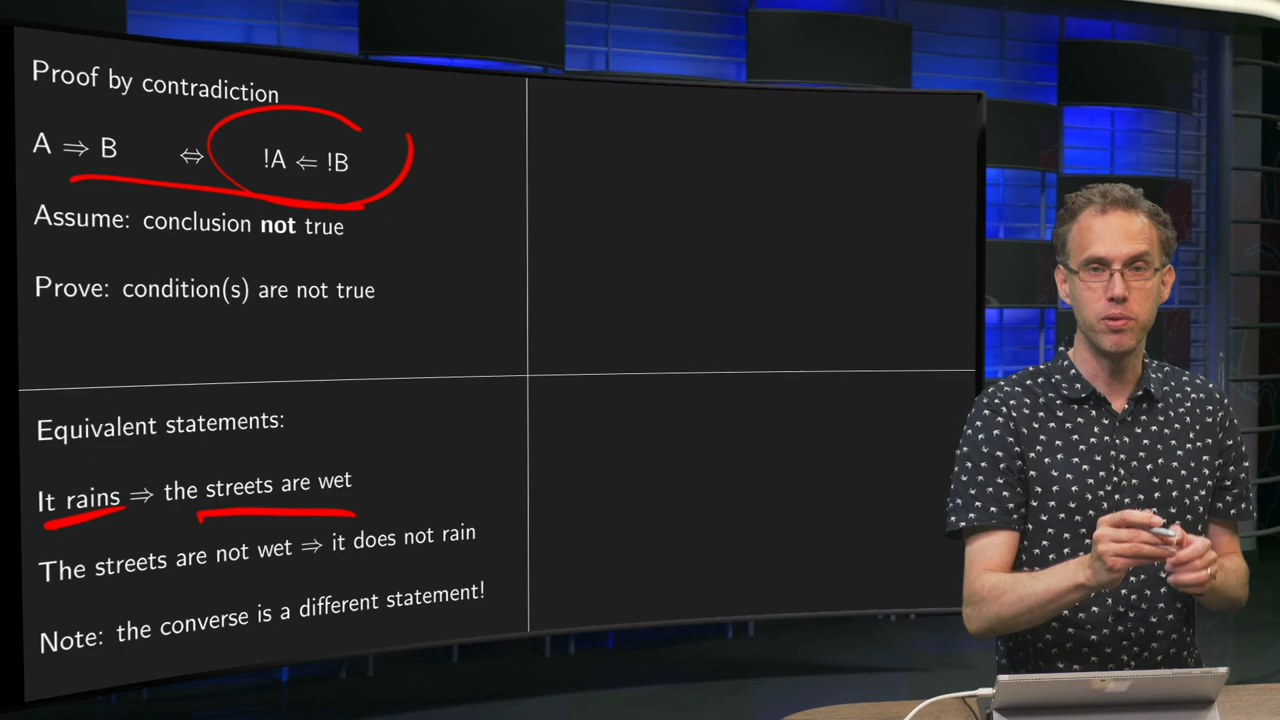 Proof by contradiction
A ⇒ B ⇔ !A ⇐ !B
Assume: conclusion not true
Prove: condition(s) are not true
Equivalent statements:
It rains ⇒ the streets are wet
The streets are not wet ⇒ it does not rain
Note: the converse is a different statement!